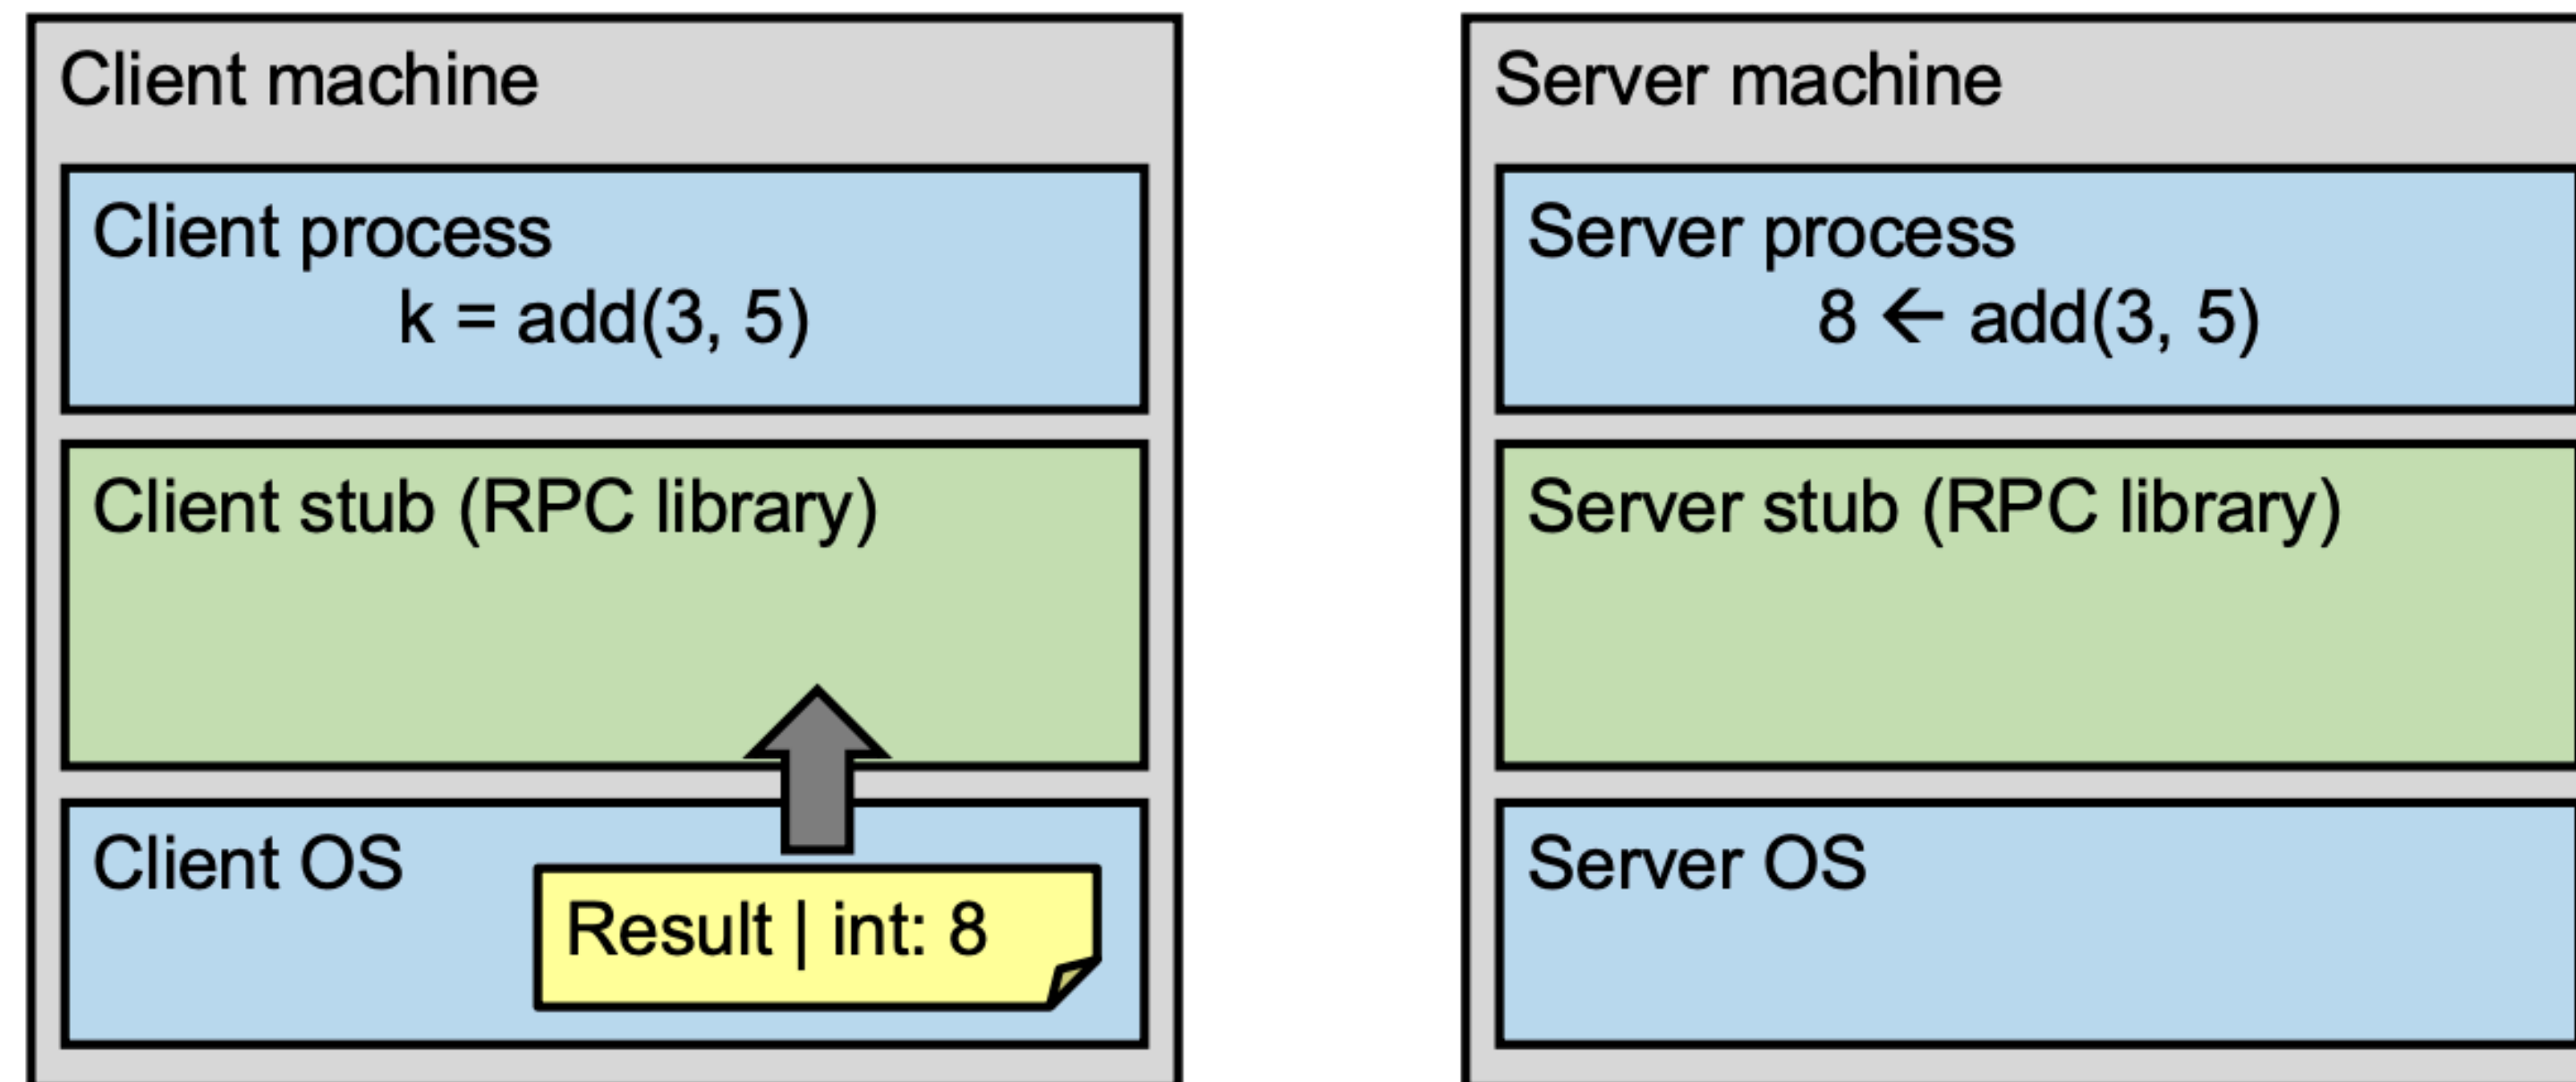 Client machine
Client process
k = add(3, 5)
Client stub (RPC library)
Client OS
Result | int: 8
Server machine
Server process
8 ← add(3, 5)
Server stub (RPC library)
Server OS